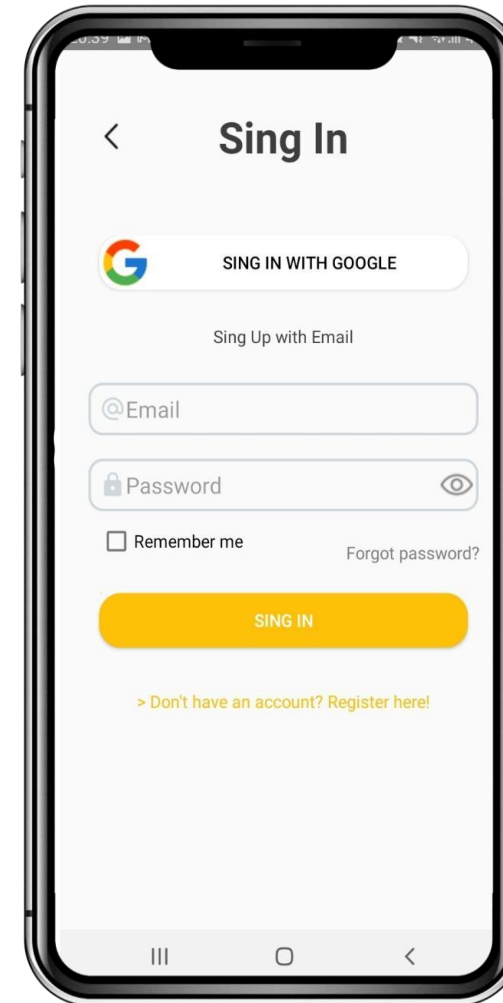 Sing In
SING IN WITH GOOGLE
Sing Up with Email
@Email
Password
Remember me
Forgot password?
SING IN
> Don't have an account? Register here!